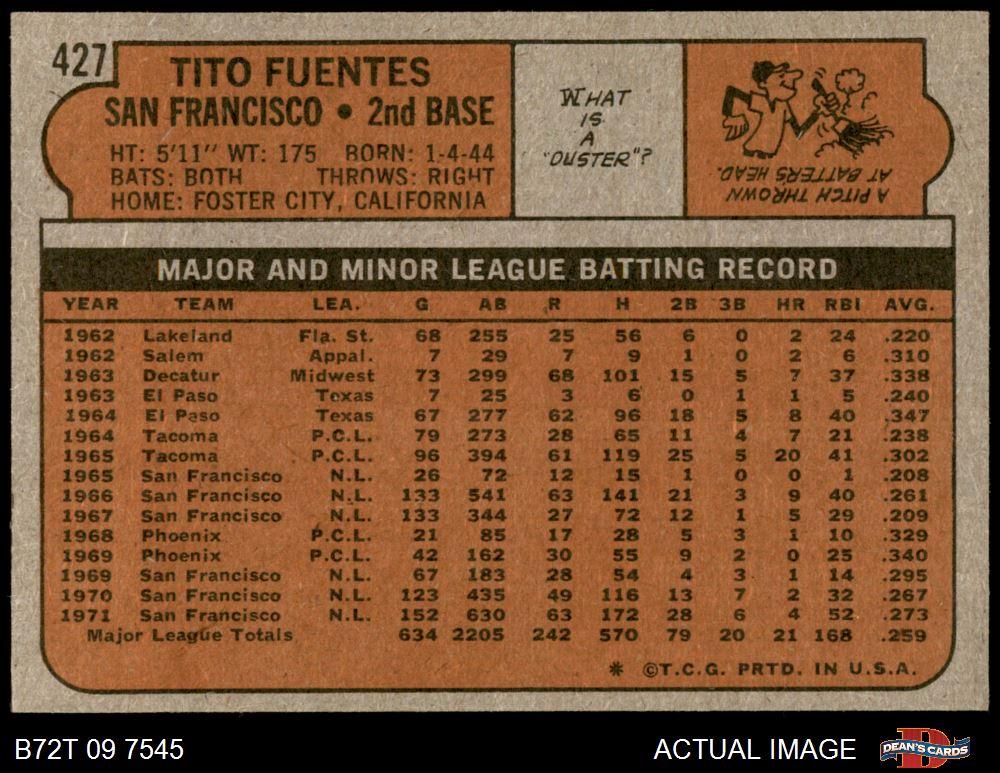 427
TITO FUENTES
SAN FRANCISCO • 2nd BASE
HT: 5'11" WT: 175 BORN: 1-4-44
BATS: BOTH THROWS: RIGHT
HOME: FOSTER CITY, CALIFORNIA
WHAT
IS
A
"DUSTER"?
A PITCH THROWN
AT BATTERS HEAD.
MAJOR AND MINOR LEAGUE BATTING RECORD
YEAR TEAM LEA. G AB R H 2B 3B HR RBI AVG.
1962 Lakeland Fla. St. 68 255 25 56 6 0 2 24 .220
1962 Salem Appal. 7 29 7 9 1 0 2 6 .310
1963 Decatur Midwest 73 299 68 101 15 5 7 37 .338
1963 El Paso Texas 7 25 3 6 0 1 1 5 .240
1964 El Paso Texas 67 277 62 96 18 5 8 40 .347
1964 Tacoma P.C.L. 79 273 28 65 11 4 7 21 .238
1965 Tacoma P.C.L. 96 394 61 119 25 5 20 41 .302
1965 San Francisco N.L. 26 72 12 15 1 0 0 1 .208
1966 San Francisco N.L. 133 541 63 141 21 3 9 40 .261
1967 San Francisco N.L. 133 344 27 72 12 1 5 29 .209
1968 Phoenix P.C.L. 21 85 17 28 5 3 1 10 .329
1969 Phoenix P.C.L. 42 162 30 55 9 2 0 25 .340
1969 San Francisco N.L. 67 183 28 54 4 3 1 14 .295
1970 San Francisco N.L. 123 435 49 116 13 7 2 32 .267
1971 San Francisco N.L. 152 630 63 172 28 6 4 52 .273
Major League Totals 634 2205 242 570 79 20 21 168 .259
* ©T.C.G. PRTD. IN U.S.A.
B72T 09 7545
ACTUAL IMAGE
DEAN'S CARDS